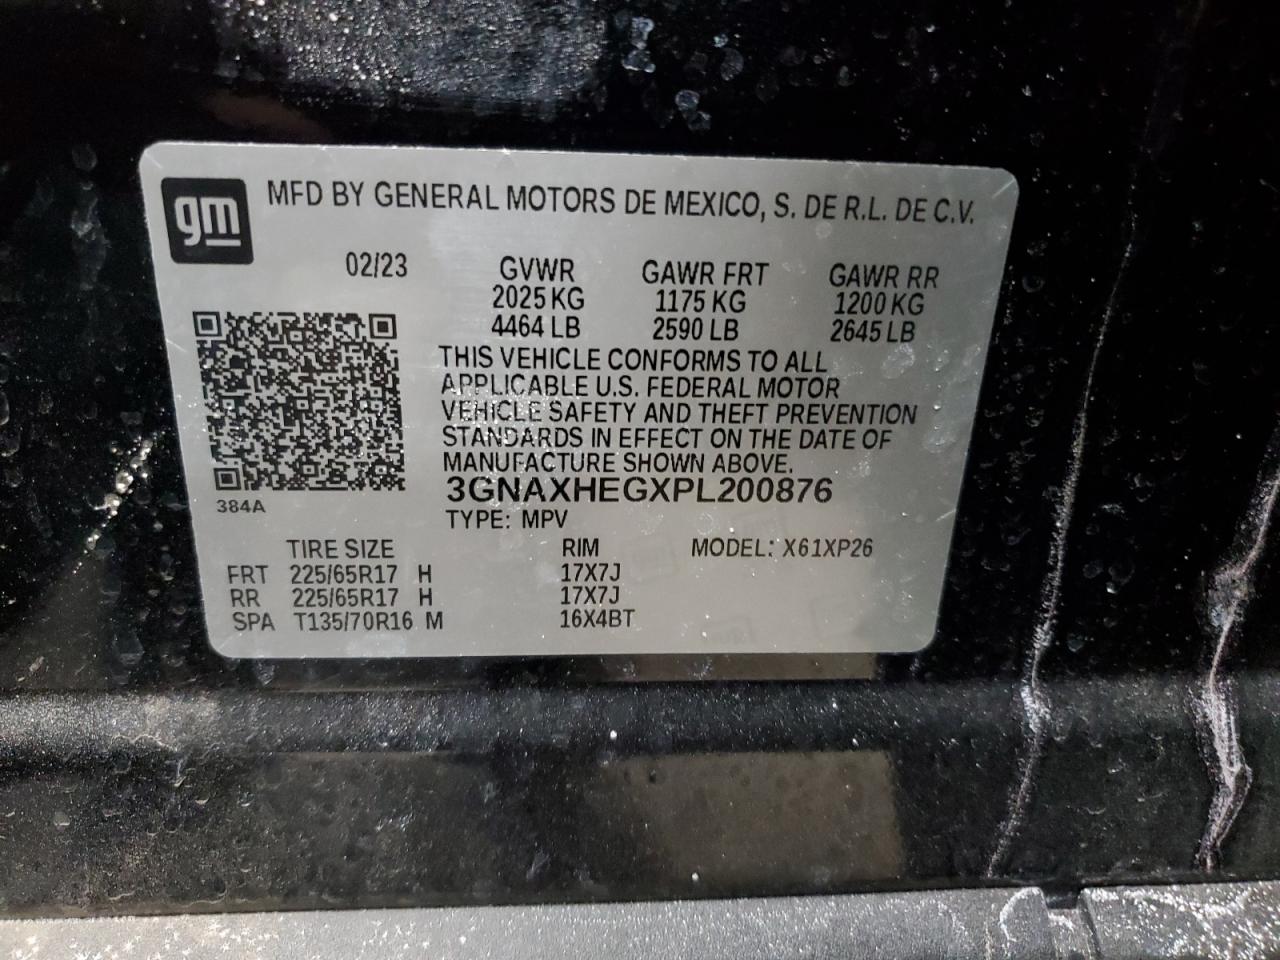 gm
MFD BY GENERAL MOTORS DE MEXICO, S. DE R.L. DE C.V.
02/23 GVWR GAWR FRT GAWR RR
2025 KG 1175 KG 1200 KG
4464 LB 2590 LB 2645 LB
THIS VEHICLE CONFORMS TO ALL
APPLICABLE U.S. FEDERAL MOTOR
VEHICLE SAFETY AND THEFT PREVENTION
STANDARDS IN EFFECT ON THE DATE OF
MANUFACTURE SHOWN ABOVE.
3GNAXHEGXPL200876
384A
TYPE: MPV
TIRE SIZE RIM MODEL: X61XP26
FRT 225/65R17 H 17X7J
RR 225/65R17 H 17X7J
SPA T135/70R16 M 16X4BT